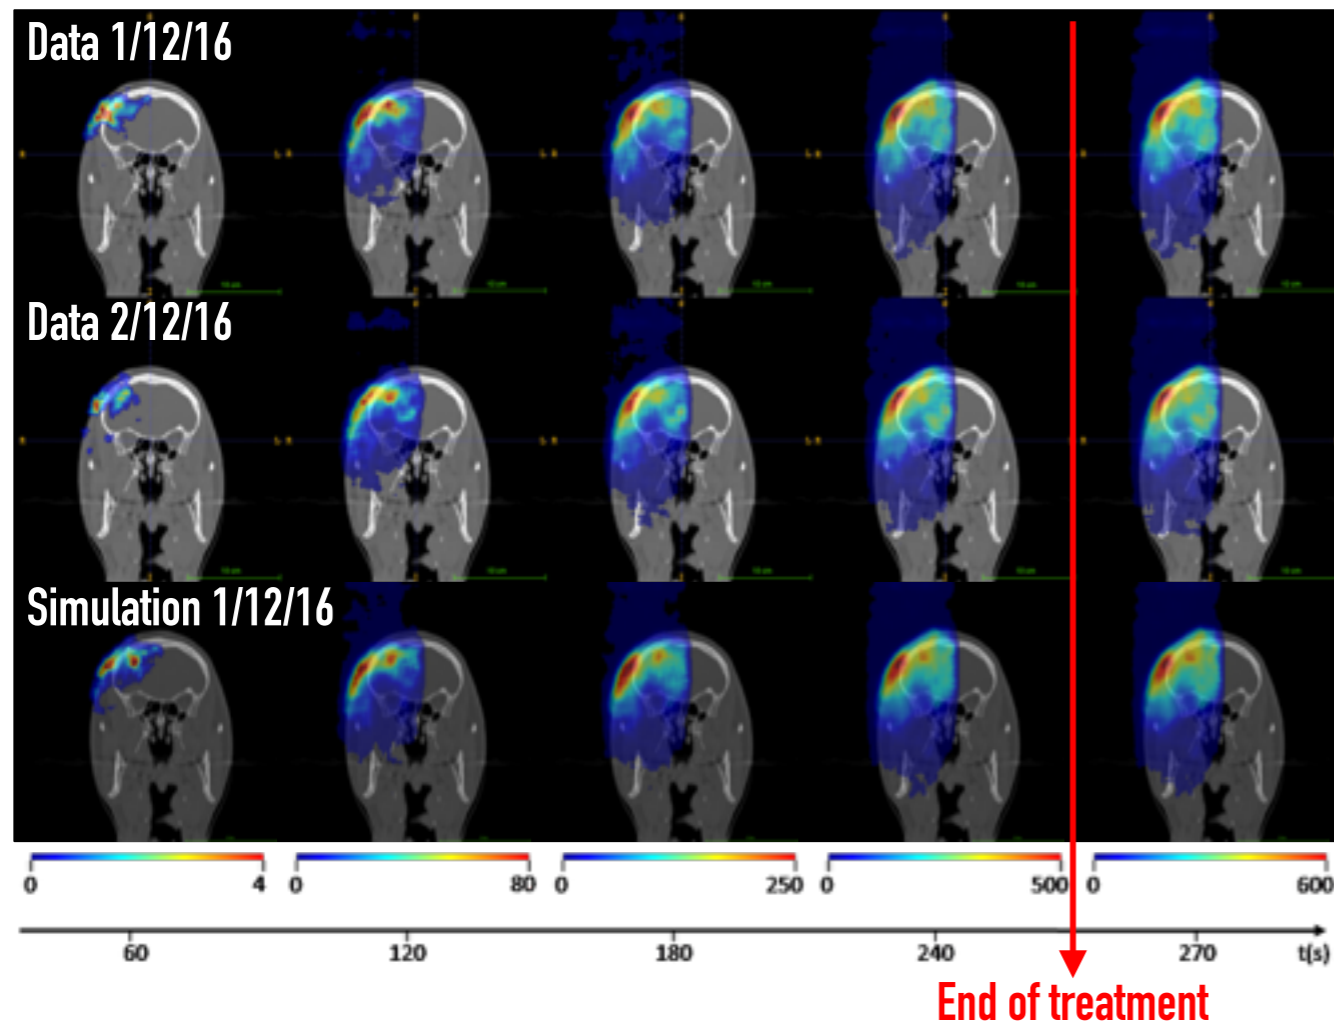 Data 1/12/16
Data 2/12/16
Simulation 1/12/16
0 4 0 80 0 250 0 500 0 600
60 120 180 240 270 t(s)
End of treatment